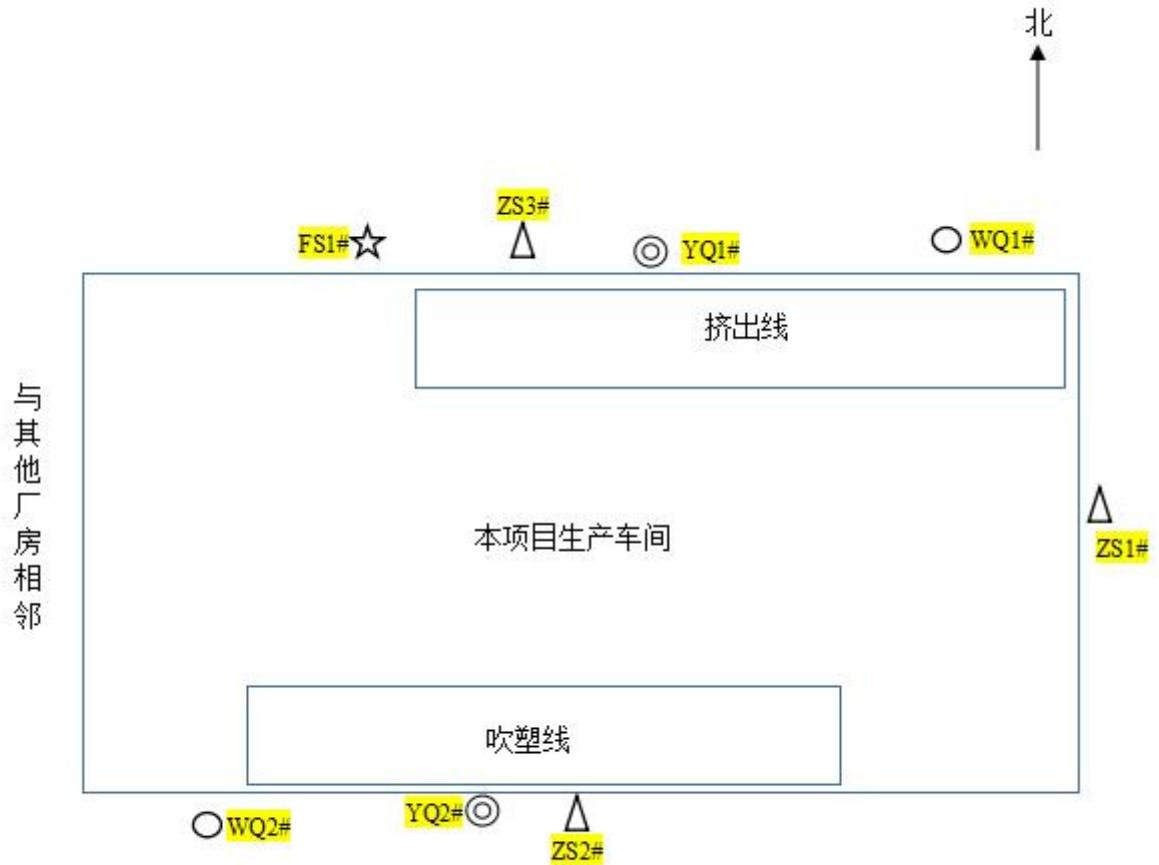 北
ZS3#
FS1#
YQ1#
WQ1#
挤出线
与其他厂房相邻
本项目生产车间
ZS1#
吹塑线
YQ2#
WQ2#
ZS2#